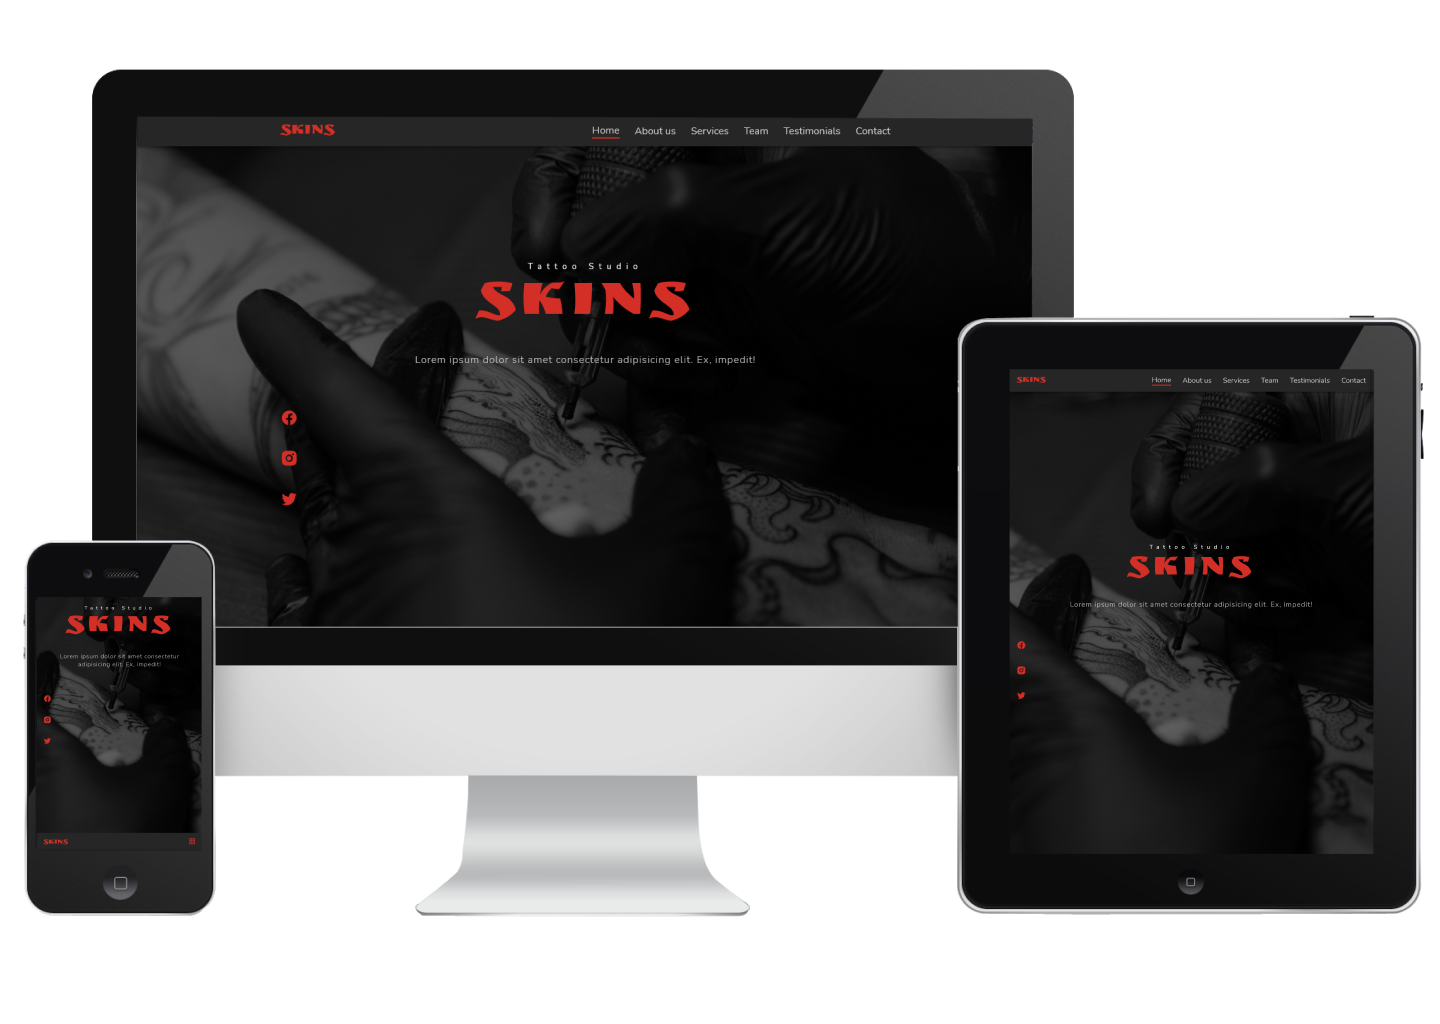 SKINS
Home About us Services Team Testimonials Contact
Tattoo Studio
SKINS
Lorem ipsum dolor sit amet consectetur adipisicing elit. Ex, impedit!
SKINS
Home About us Services Team Testimonials Contact
Tattoo Studio
SKINS
Lorem ipsum dolor sit amet consectetur adipisicing elit. Ex, impedit!
Tattoo Studio
SKINS
Lorem ipsum dolor sit amet consectetur
adipisicing elit. Ex, impedit!
SKINS